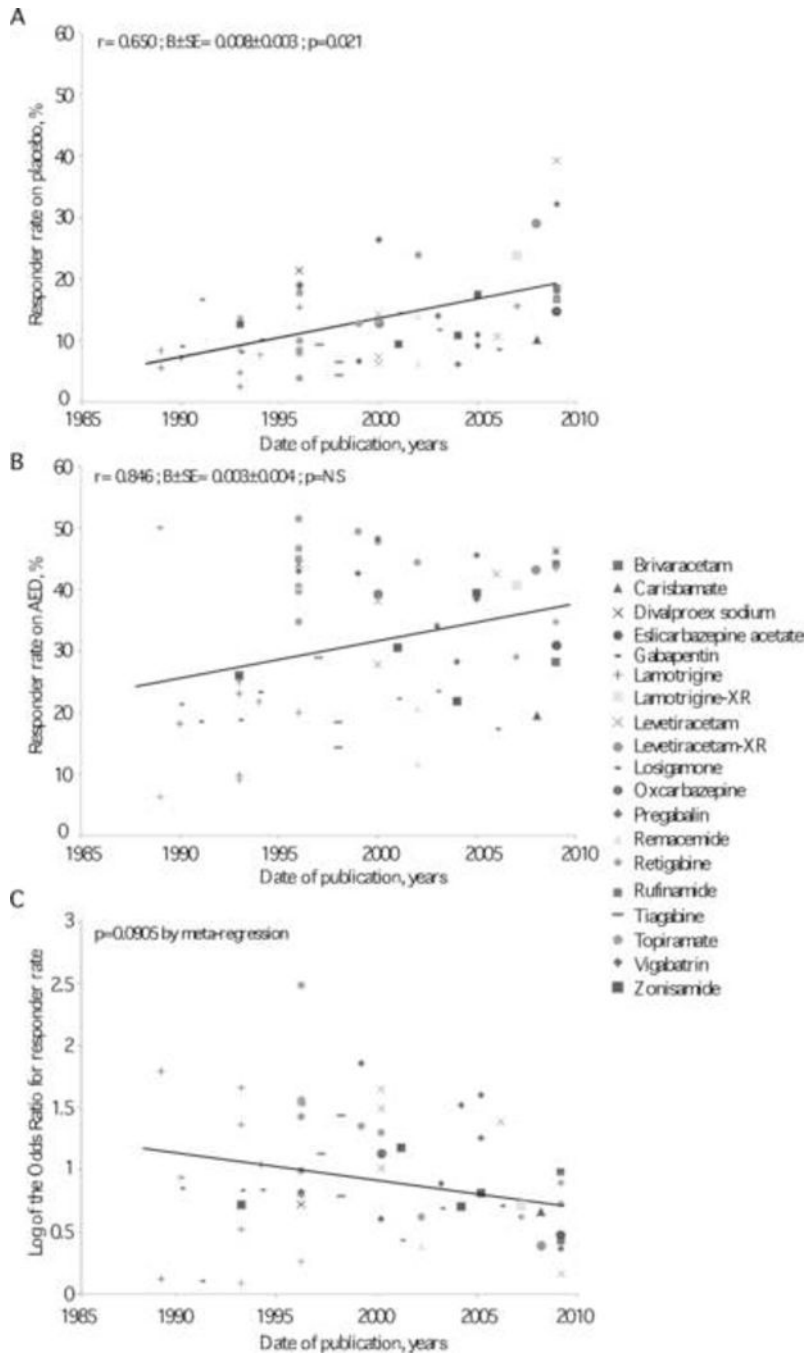 A
r= 0.650 ; B±SE= 0.008±0.003 ; p=0.021
Responder rate on placebo, %
60
50
40
30
20
10
0
1985 1990 1995 2000 2005 2010
Date of publication, years
B
r= 0.846 ; B±SE= 0.003±0.004 ; p=NS
Responder rate on AED, %
60
50
40
30
20
10
0
1985 1990 1995 2000 2005 2010
Date of publication, years
Brivaracetam
Carisbamate
Divalproex sodium
Eslicarbazepine acetate
Gabapentin
Lamotrigine
Lamotrigine-XR
Levetiracetam
Levetiracetam-XR
Losigamone
Oxcarbazepine
Pregabalin
Remacemide
Retigabine
Rufinamide
Tiagabine
Topiramate
Vigabatrin
Zonisamide
C
p=0.0905 by meta-regression
Log of the Odds Ratio for responder rate
3
2.5
2
1.5
1
0.5
0
1985 1990 1995 2000 2005 2010
Date of publication, years